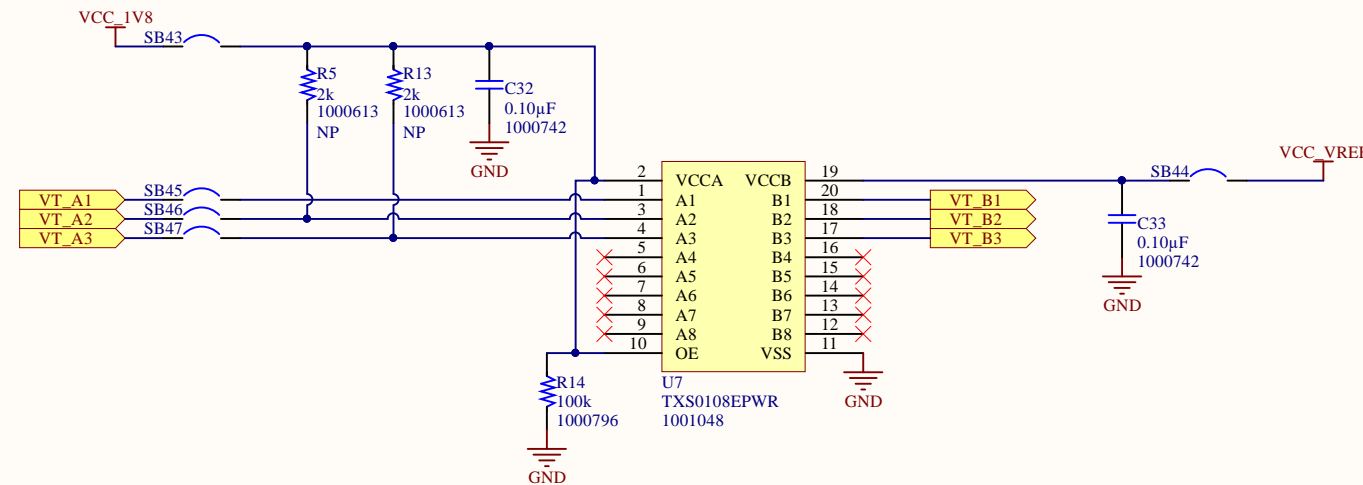 VCC_1V8
SB43
R5
2k
1000613
NP
R13
2k
1000613
NP
C32
0.10µF
1000742
GND
VT_A1
VT_A2
VT_A3
SB45
SB46
SB47
2
1
3
4
5
6
7
8
9
10
VCCA
A1
A2
A3
A4
A5
A6
A7
A8
OE
VCCB
B1
B2
B3
B4
B5
B6
B7
B8
VSS
19
20
18
17
16
15
14
13
12
11
U7
TXS0108EPWR
1001048
VT_B1
VT_B2
VT_B3
SB44
VCC_VREF
C33
0.10µF
1000742
GND
GND
R14
100k
1000796
GND